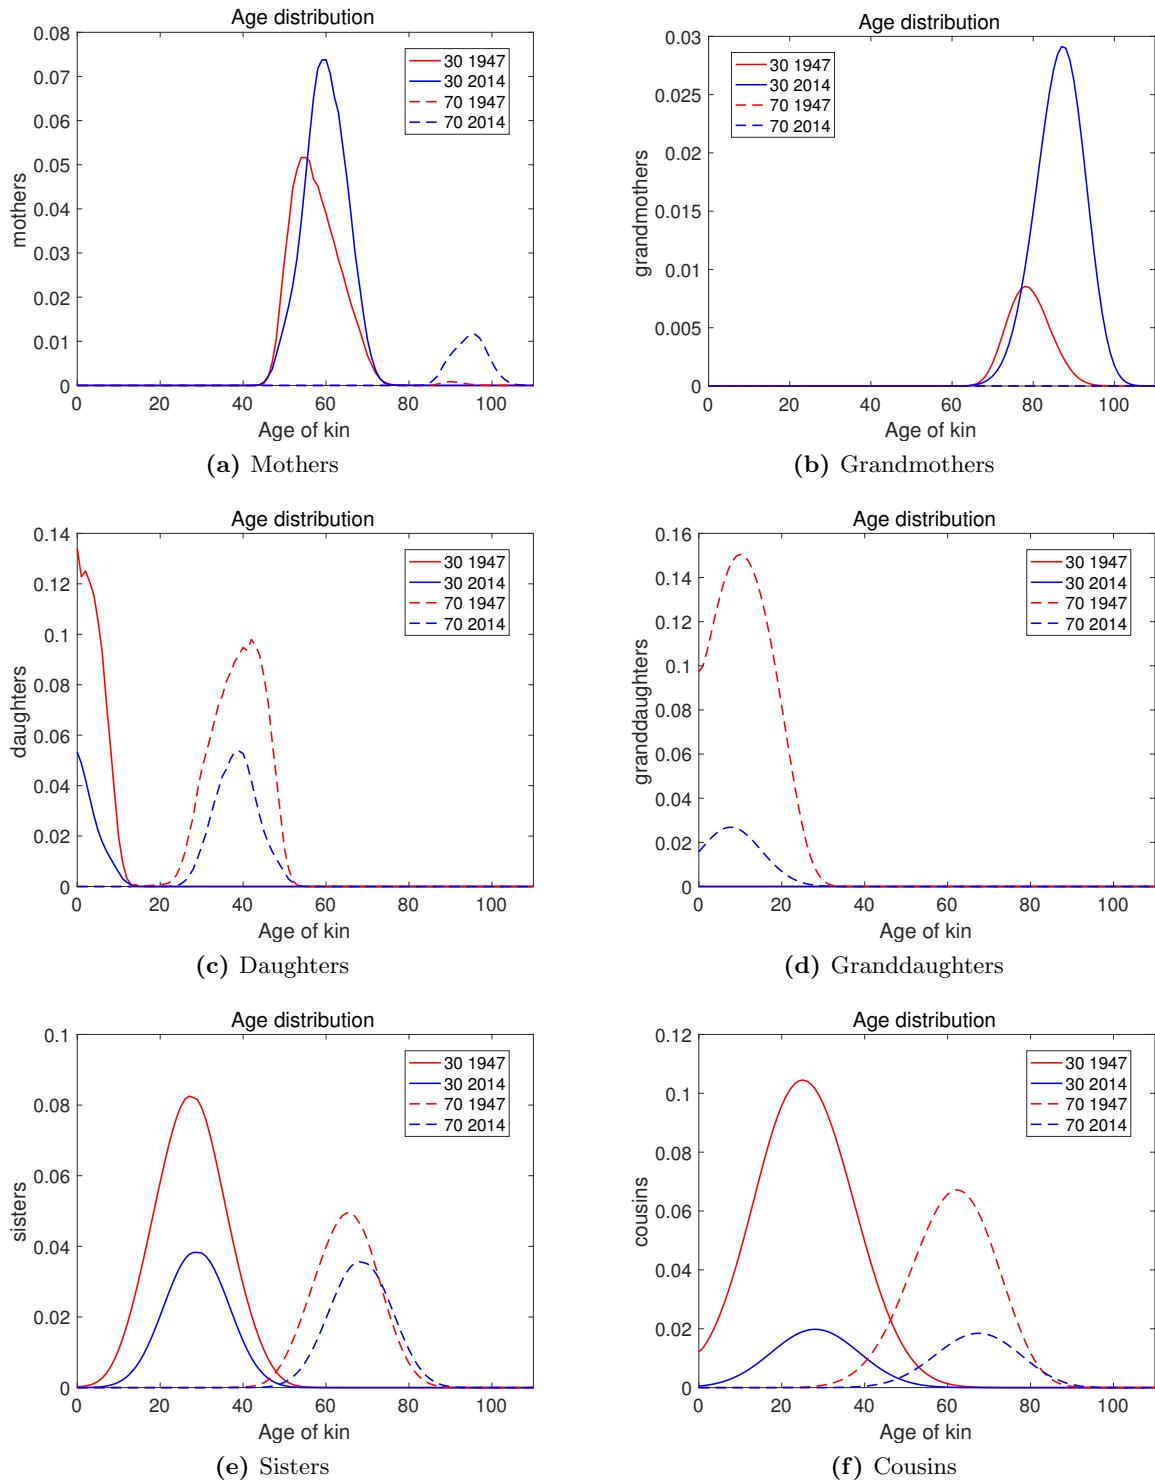 Age distribution
0.08
0.07
0.06
0.05
0.04
0.03
0.02
0.01
0
mothers
30 1947
30 2014
70 1947
70 2014
0 20 40 60 80 100
Age of kin
(a) Mothers
Age distribution
0.03
0.025
0.02
0.015
0.01
0.005
0
grandmothers
30 1947
30 2014
70 1947
70 2014
0 20 40 60 80 100
Age of kin
(b) Grandmothers
Age distribution
0.14
0.12
0.1
0.08
0.06
0.04
0.02
0
daughters
30 1947
30 2014
70 1947
70 2014
0 20 40 60 80 100
Age of kin
(c) Daughters
Age distribution
0.16
0.14
0.12
0.1
0.08
0.06
0.04
0.02
0
granddaughters
30 1947
30 2014
70 1947
70 2014
0 20 40 60 80 100
Age of kin
(d) Granddaughters
Age distribution
0.1
0.08
0.06
0.04
0.02
0
sisters
30 1947
30 2014
70 1947
70 2014
0 20 40 60 80 100
Age of kin
(e) Sisters
Age distribution
0.12
0.1
0.08
0.06
0.04
0.02
0
cousins
30 1947
30 2014
70 1947
70 2014
0 20 40 60 80 100
Age of kin
(f) Cousins